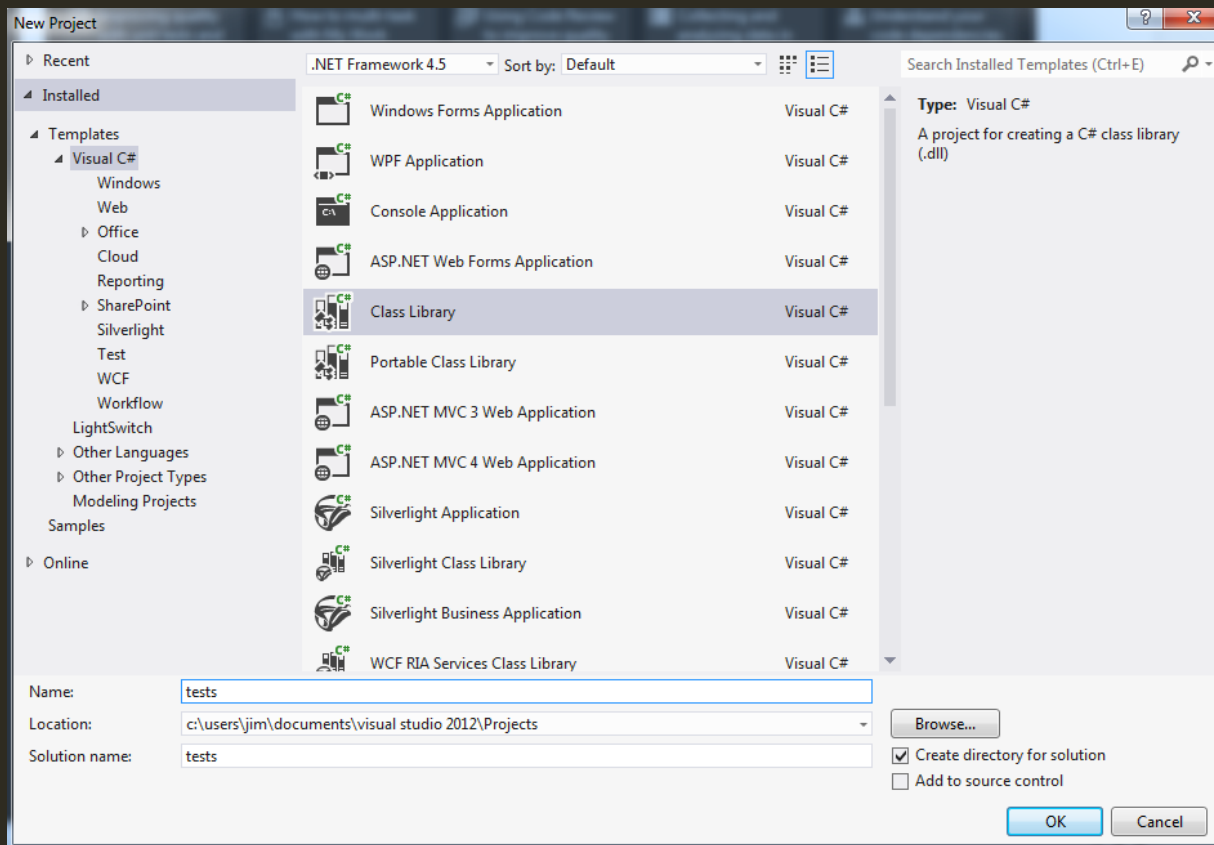 New Project
Recent
Installed
Templates
Visual C#
Windows
Web
Office
Cloud
Reporting
SharePoint
Silverlight
Test
WCF
Workflow
LightSwitch
Other Languages
Other Project Types
Modeling Projects
Samples
Online
.NET Framework 4.5 Sort by: Default
Windows Forms Application Visual C#
WPF Application Visual C#
Console Application Visual C#
ASP.NET Web Forms Application Visual C#
Class Library Visual C#
Portable Class Library Visual C#
ASP.NET MVC 3 Web Application Visual C#
ASP.NET MVC 4 Web Application Visual C#
Silverlight Application Visual C#
Silverlight Class Library Visual C#
Silverlight Business Application Visual C#
WCF RIA Services Class Library Visual C#
Search Installed Templates (Ctrl+E)
Type: Visual C#
A project for creating a C# class library
(.dll)
Name: tests
Location: c:\users\jim\documents\visual studio 2012\Projects
Browse...
Solution name: tests
Create directory for solution
Add to source control
OK Cancel